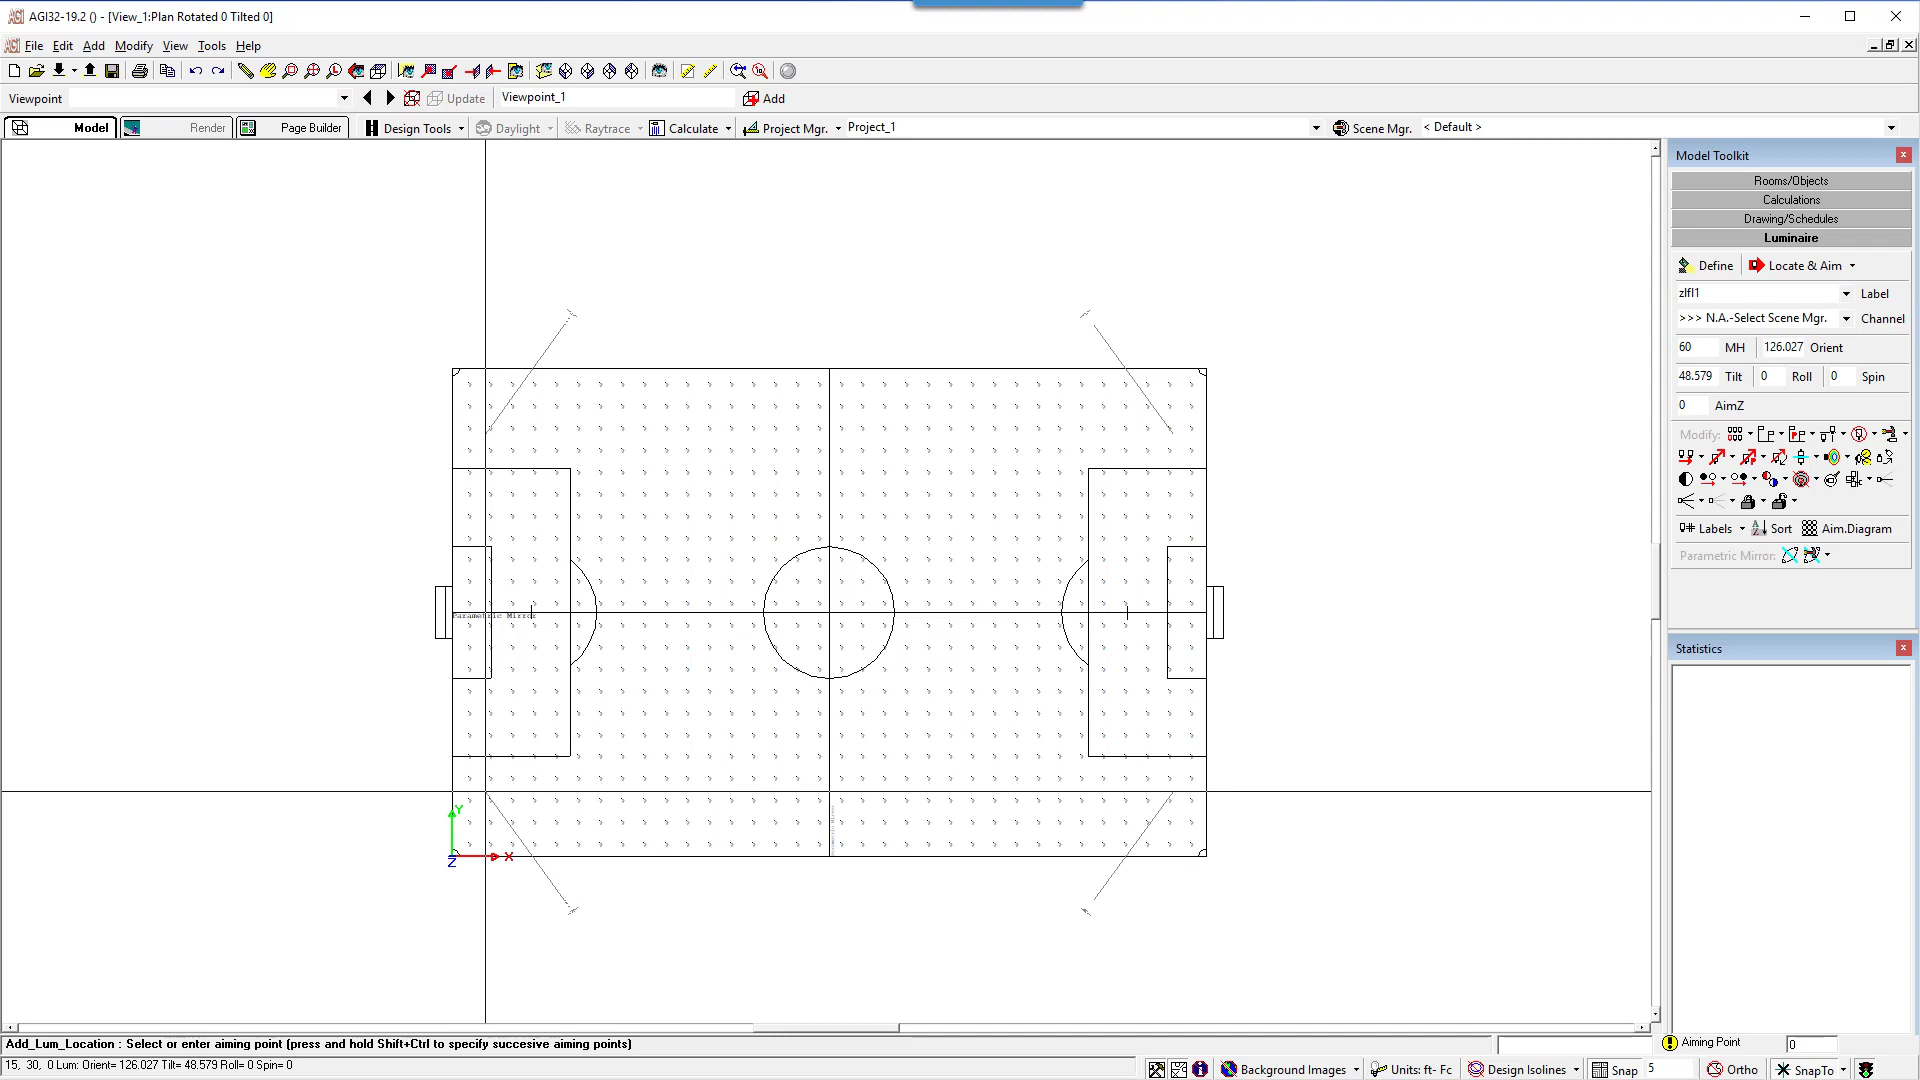 AGI32-19.2 () - [View_1:Plan Rotated 0 Tilted 0]
File Edit Add Modify View Tools Help
Viewpoint Update Viewpoint_1 Add
Model Render Page Builder Design Tools Daylight Raytrace Calculate Project Mgr. Project_1 Scene Mgr. < Default >
Model Toolkit
Rooms/Objects
Calculations
Drawing/Schedules
Luminaire
Define Locate & Aim
zlfl1 Label
>>> N.A.-Select Scene Mgr. Channel
60 MH 126.027 Orient
48.579 Tilt 0 Roll 0 Spin
0 AimZ
Modify:
Labels Sort Aim.Diagram
Parametric Mirror:
Parametric Mirror
Parametric Mirror
Y
Z X
Statistics
Add_Lum_Location : Select or enter aiming point (press and hold Shift+Ctrl to specify succesive aiming points) Aiming Point 0
15, 30, 0 Lum: Orient= 126.027 Tilt= 48.579 Roll= 0 Spin= 0 Background Images Units: ft- Fc Design Isolines Snap 5 Ortho SnapTo